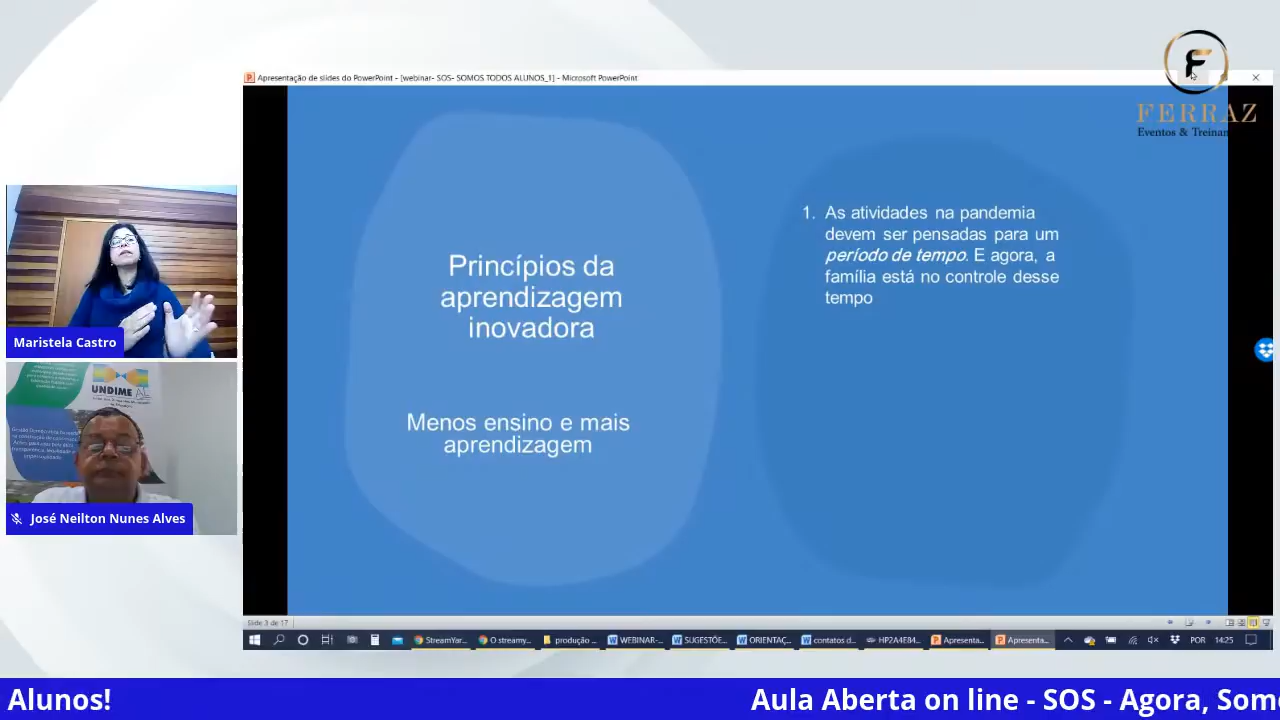 F
FERRAZ
Eventos & Treinam
Apresentação de slides do PowerPoint - [webinar- SOS- SOMOS TODOS ALUNOS_1] - Microsoft PowerPoint
Princípios da
aprendizagem
inovadora
Menos ensino e mais
aprendizagem
1. As atividades na pandemia
devem ser pensadas para um
período de tempo. E agora, a
família está no controle desse
tempo
Maristela Castro
UNDIME AL
José Neilton Nunes Alves
Slide 3 de 17
StreamYar...
O streamy...
produção ...
WEBINAR-...
SUGESTÕE...
ORIENTAÇ...
contatos d...
HP2A4E84...
Apresenta...
Apresenta...
POR
14:25
Alunos!
Aula Aberta on line - SOS - Agora, Som